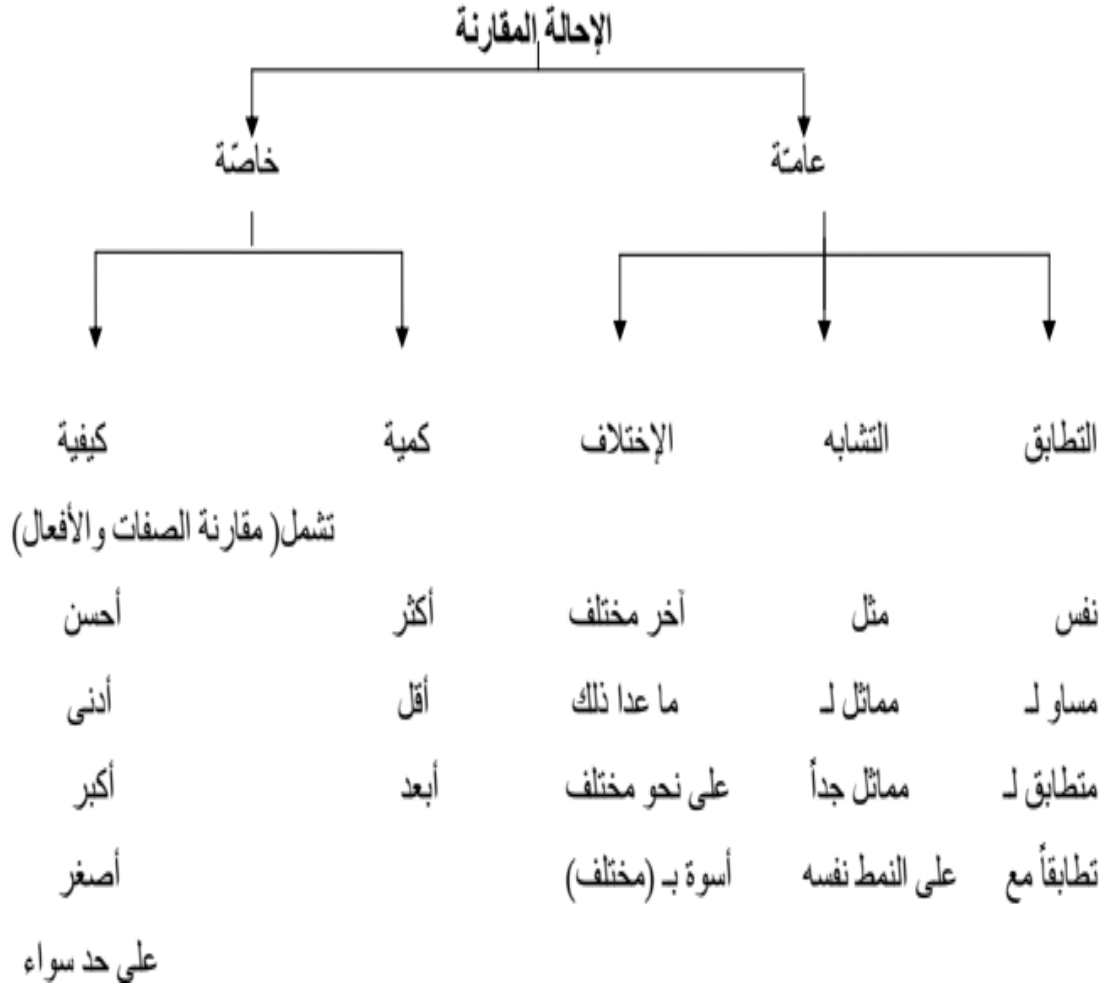 الإحالة المقارنة
عامّة خاصّة
التطابق التشابه الإختلاف كمية كيفية
تشمل( مقارنة الصفات والأفعال)
نفس مثل آخر مختلف أكثر أحسن
مساو لـ مماثل لـ ما عدا ذلك أقل أدنى
متطابق لـ مماثل جداً على نحو مختلف أبعد أكبر
تطابقاً مع على النمط نفسه أسوة بـ (مختلف) أصغر
على حد سواء